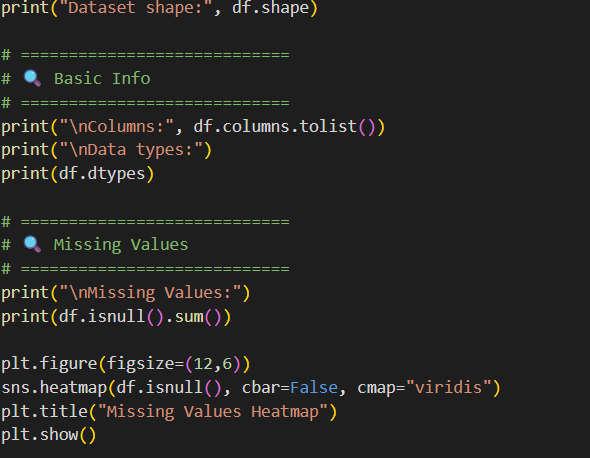 print("Dataset shape:", df.shape)
# ============================
# 🔍 Basic Info
# ============================
print("\nColumns:", df.columns.tolist())
print("\nData types:")
print(df.dtypes)
# ============================
# 🔍 Missing Values
# ============================
print("\nMissing Values:")
print(df.isnull().sum())
plt.figure(figsize=(12,6))
sns.heatmap(df.isnull(), cbar=False, cmap="viridis")
plt.title("Missing Values Heatmap")
plt.show()